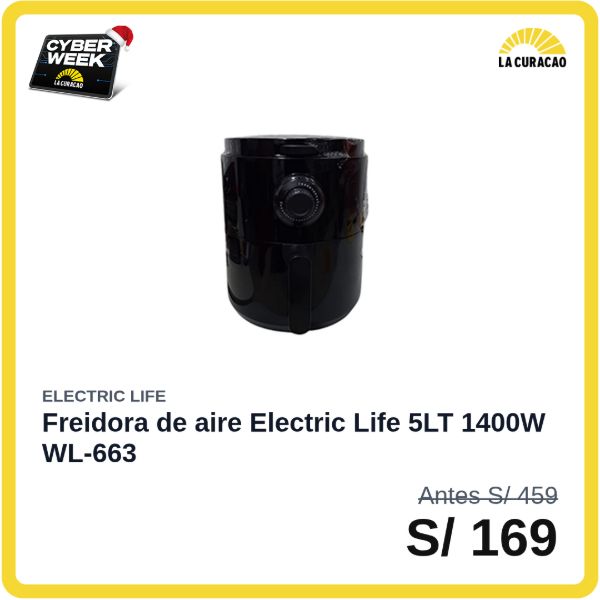 CYBER
WEEK
LA CURACAO
LA CURACAO
ELECTRIC LIFE
Freidora de aire Electric Life 5LT 1400W
WL-663
Antes S/ 459
S/ 169